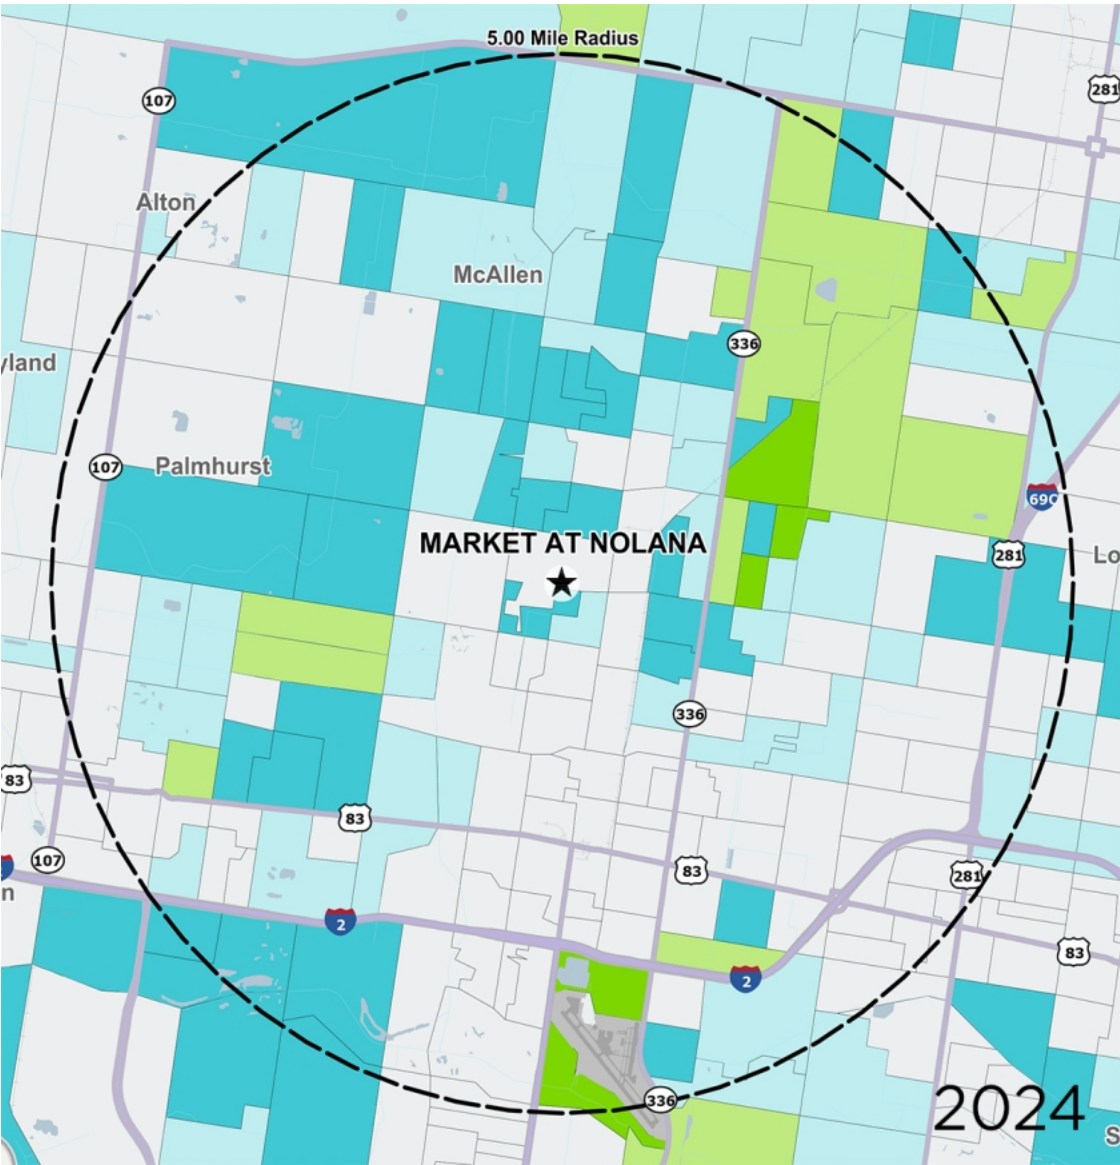 5.00 Mile Radius
281
107
Alton
McAllen
336
yland
107
Palmhurst
69C
MARKET AT NOLANA
281
Lo
336
83
83
107
83
281
n
2
83
2
336
2024
S